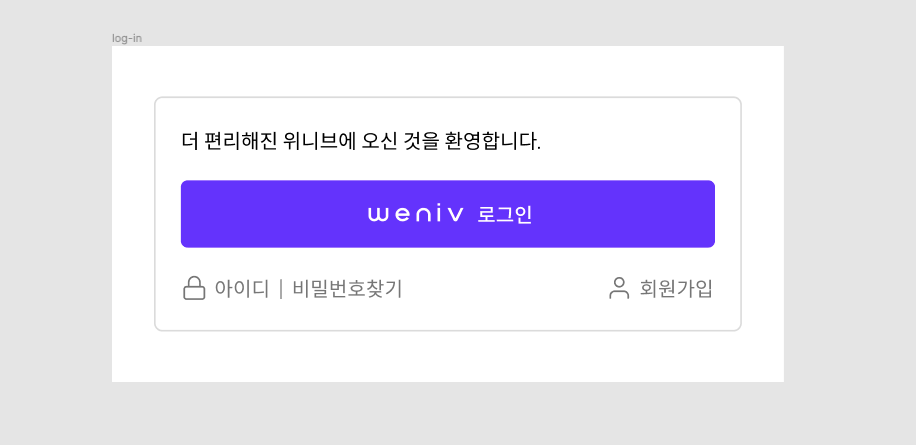 log-in
더 편리해진 위니브에 오신 것을 환영합니다.
weniv 로그인
아이디 | 비밀번호찾기 회원가입